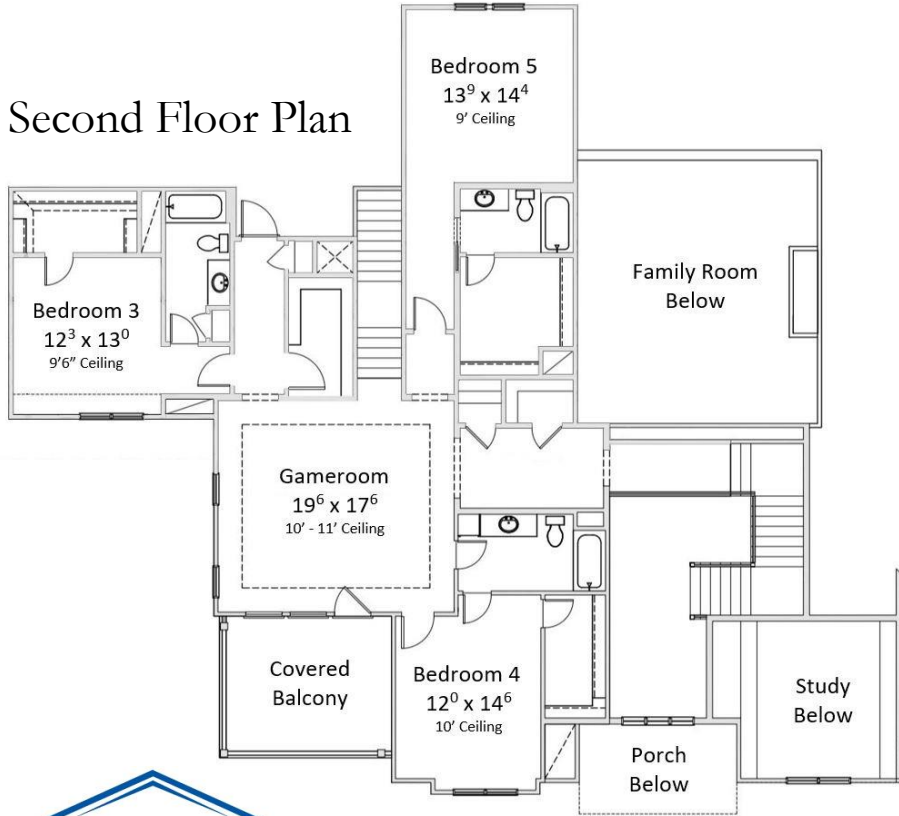 Second Floor Plan
Bedroom 5
13⁹ x 14⁴
9' Ceiling
Family Room
Below
Bedroom 3
12³ x 13⁰
9'6" Ceiling
Gameroom
19⁶ x 17⁶
10' - 11' Ceiling
Covered
Balcony
Bedroom 4
12⁰ x 14⁶
10' Ceiling
Study
Below
Porch
Below